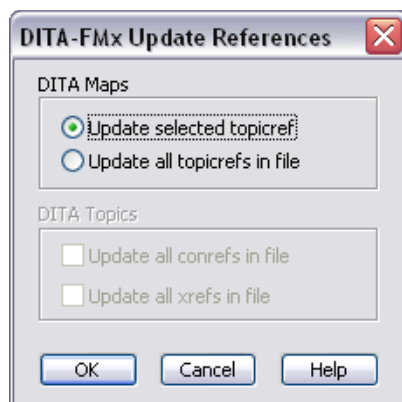 DITA-FMx Update References
DITA Maps
Update selected topicref
Update all topicrefs in file
DITA Topics
Update all conrefs in file
Update all xrefs in file
OK Cancel Help